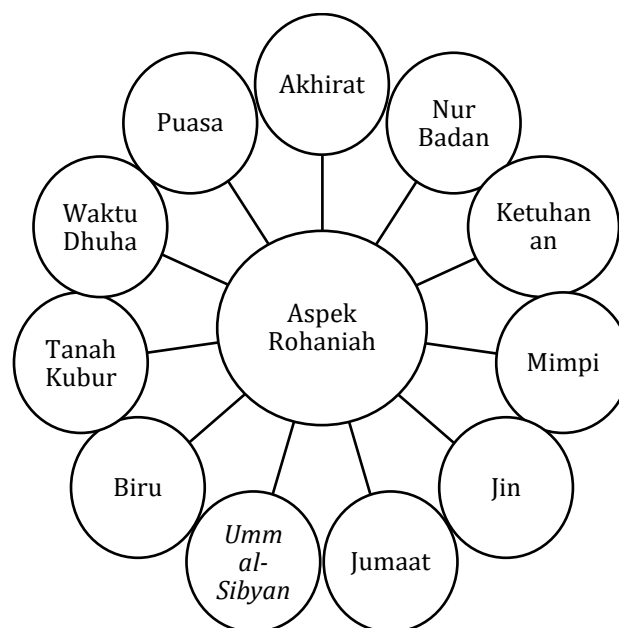 Akhirat
Nur
Badan
Ketuhan
an
Mimpi
Jin
Jumaat
Umm
al-
Sibyan
Biru
Tanah
Kubur
Waktu
Dhuha
Puasa
Aspek
Rohaniah